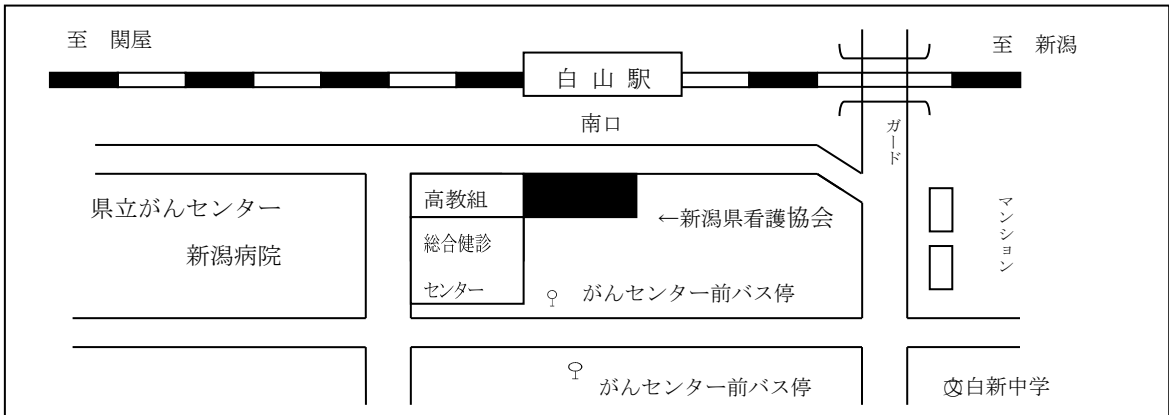 至　関屋
至　新潟
白 山 駅
南口
ガード
高教組
県立がんセンター
新潟病院
←新潟県看護協会
マンション
総合健診
センター
がんセンター前バス停
がんセンター前バス停
文白新中学